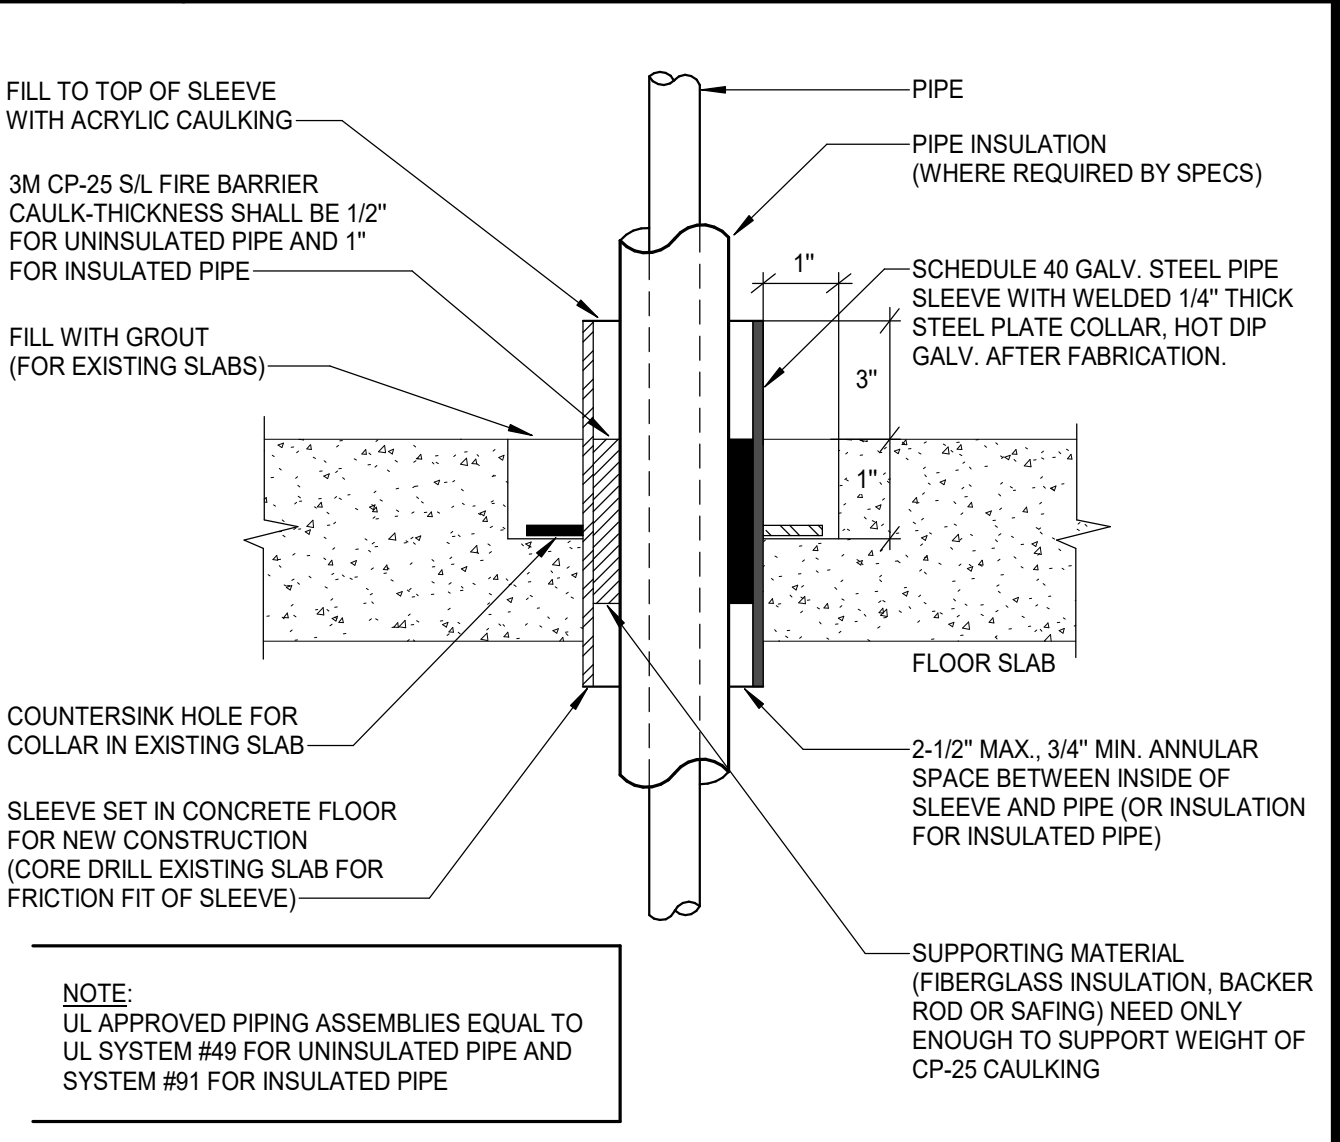 FILL TO TOP OF SLEEVE
WITH ACRYLIC CAULKING
3M CP-25 S/L FIRE BARRIER
CAULK-THICKNESS SHALL BE 1/2"
FOR UNINSULATED PIPE AND 1"
FOR INSULATED PIPE
FILL WITH GROUT
(FOR EXISTING SLABS)
COUNTERSINK HOLE FOR
COLLAR IN EXISTING SLAB
SLEEVE SET IN CONCRETE FLOOR
FOR NEW CONSTRUCTION
(CORE DRILL EXISTING SLAB FOR
FRICTION FIT OF SLEEVE)
PIPE
PIPE INSULATION
(WHERE REQUIRED BY SPECS)
1"
SCHEDULE 40 GALV. STEEL PIPE
SLEEVE WITH WELDED 1/4" THICK
STEEL PLATE COLLAR, HOT DIP
GALV. AFTER FABRICATION.
3"
1"
FLOOR SLAB
2-1/2" MAX., 3/4" MIN. ANNULAR
SPACE BETWEEN INSIDE OF
SLEEVE AND PIPE (OR INSULATION
FOR INSULATED PIPE)
SUPPORTING MATERIAL
(FIBERGLASS INSULATION, BACKER
ROD OR SAFING) NEED ONLY
ENOUGH TO SUPPORT WEIGHT OF
CP-25 CAULKING
NOTE:
UL APPROVED PIPING ASSEMBLIES EQUAL TO
UL SYSTEM #49 FOR UNINSULATED PIPE AND
SYSTEM #91 FOR INSULATED PIPE